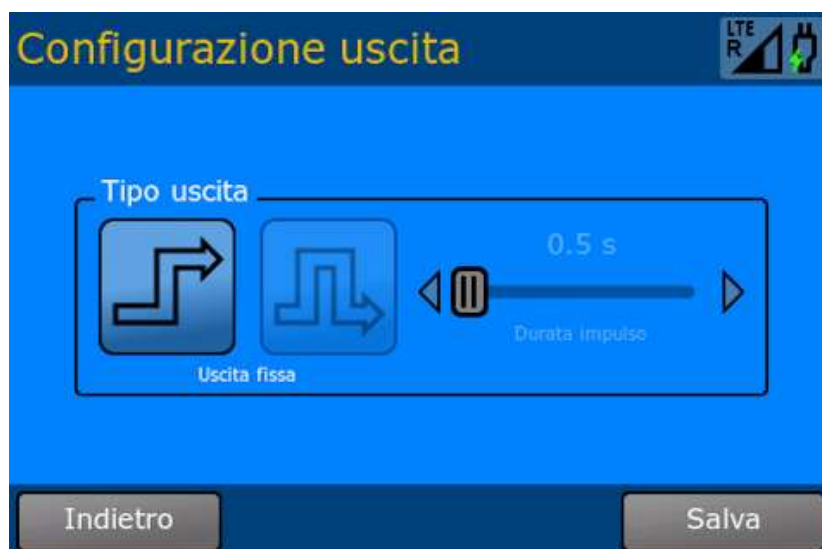 Configurazione uscita
LTE
R
Tipo uscita
0.5 s
Durata impulso
Uscita fissa
Indietro
Salva